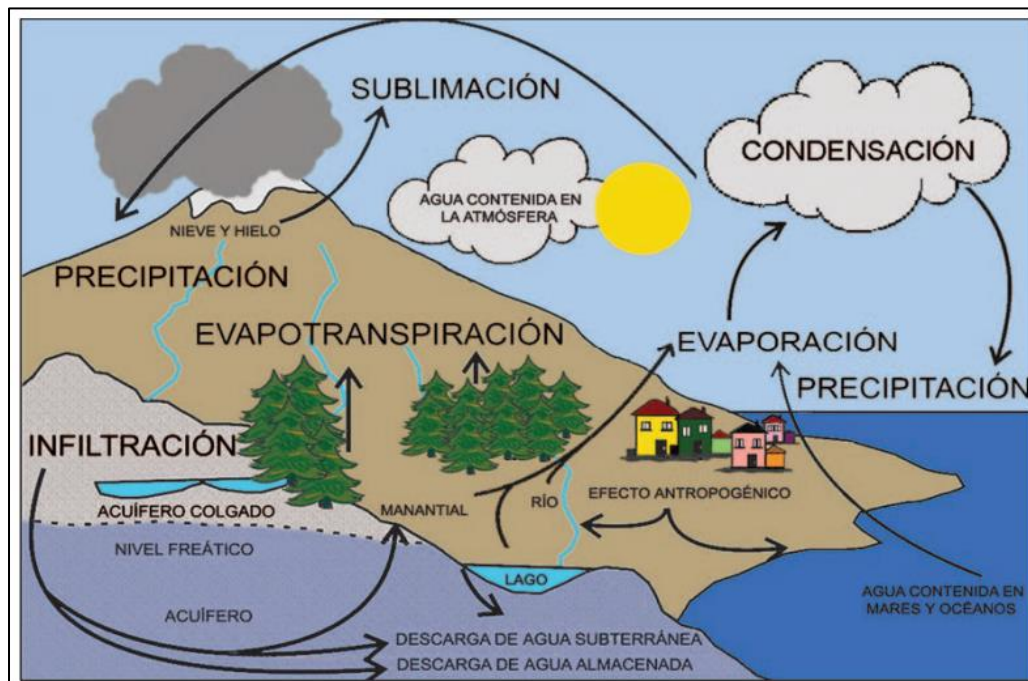 SUBLIMACIÓN
CONDENSACIÓN
AGUA CONTENIDA EN
LA ATMÓSFERA
NIEVE Y HIELO
PRECIPITACIÓN
EVAPOTRANSPIRACIÓN
EVAPORACIÓN
PRECIPITACIÓN
INFILTRACIÓN
ACUÍFERO COLGADO
MANANTIAL
RÍO
EFECTO ANTROPOGÉNICO
NIVEL FREÁTICO
LAGO
AGUA CONTENIDA EN
MARES Y OCÉANOS
ACUÍFERO
DESCARGA DE AGUA SUBTERRÁNEA
DESCARGA DE AGUA ALMACENADA